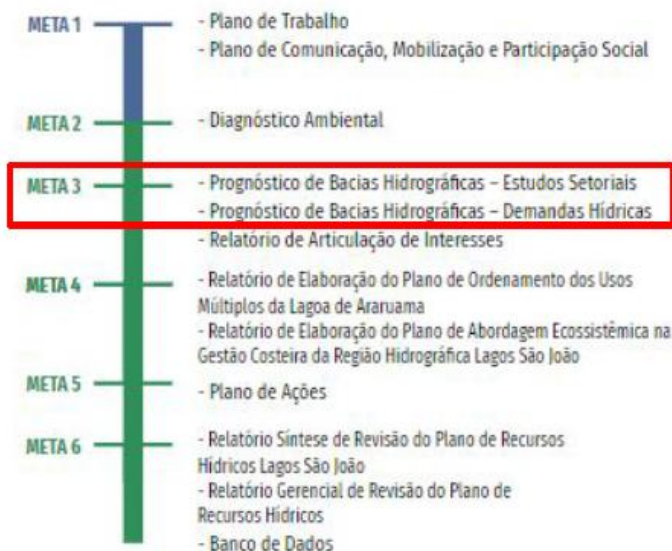 META 1
- Plano de Trabalho
- Plano de Comunicação, Mobilização e Participação Social
META 2
- Diagnóstico Ambiental
META 3
- Prognóstico de Bacias Hidrográficas – Estudos Setoriais
- Prognóstico de Bacias Hidrográficas – Demandas Hídricas
- Relatório de Articulação de Interesses
META 4
- Relatório de Elaboração do Plano de Ordenamento dos Usos
Múltiplos da Lagoa de Araruama
- Relatório de Elaboração do Plano de Abordagem Ecossistêmica na
Gestão Costeira da Região Hidrográfica Lagos São João
META 5
- Plano de Ações
META 6
- Relatório Síntese de Revisão do Plano de Recursos
Hídricos Lagos São João
- Relatório Gerencial de Revisão do Plano de
Recursos Hídricos
- Banco de Dados